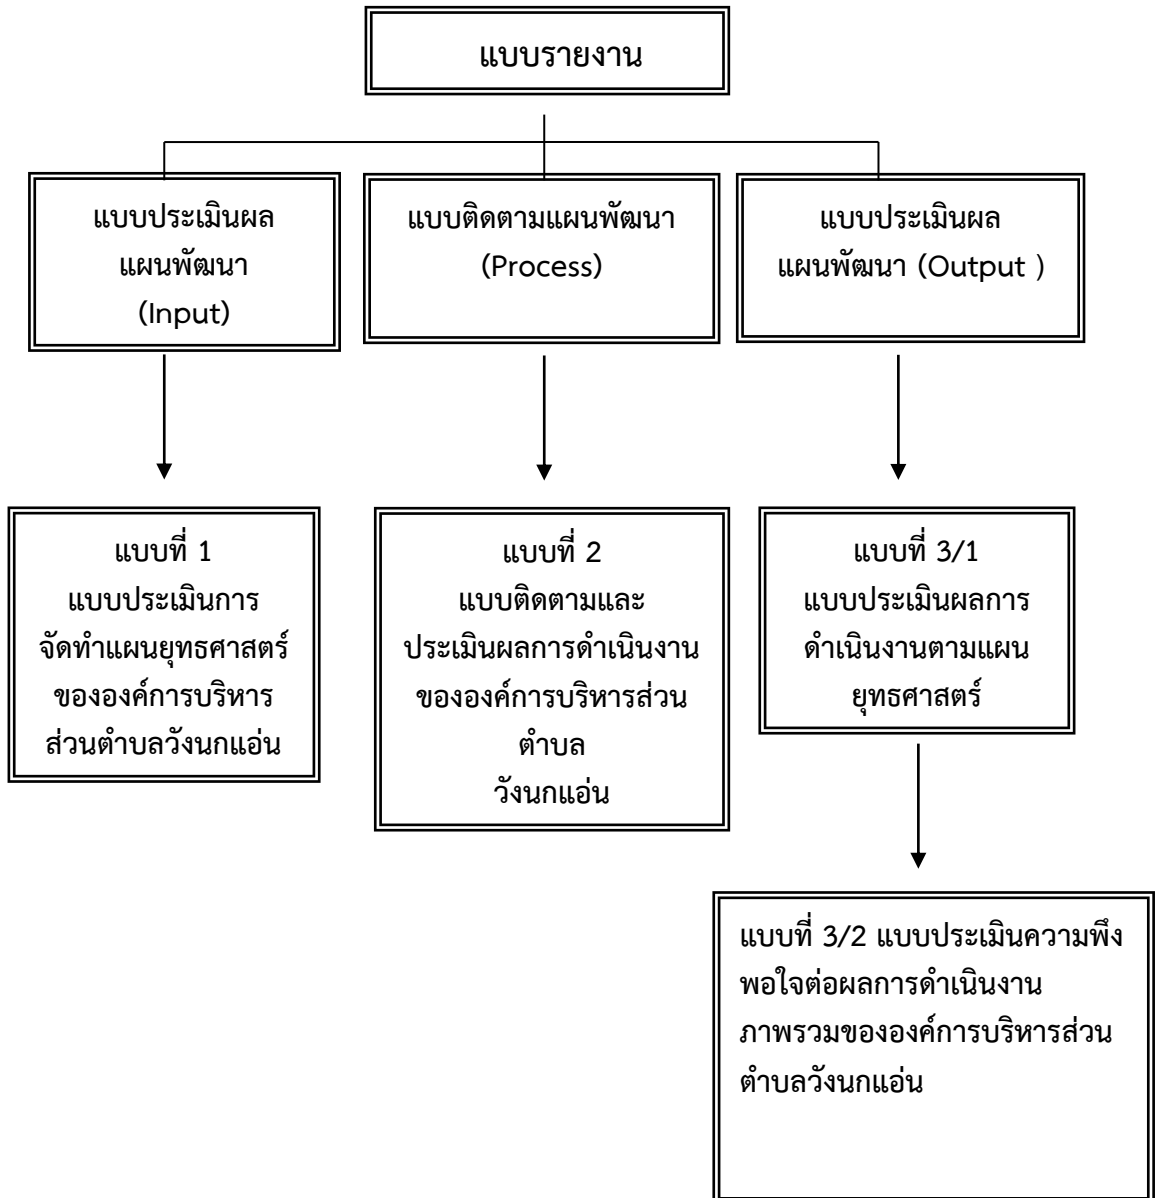 แบบรายงาน
แบบประเมินผล
แผนพัฒนา
(Input)
แบบติดตามแผนพัฒนา
(Process)
แบบประเมินผล
แผนพัฒนา (Output )
แบบที่ 1
แบบประเมินการ
จัดทำแผนยุทธศาสตร์
ขององค์การบริหาร
ส่วนตำบลวังนกแอ่น
แบบที่ 2
แบบติดตามและ
ประเมินผลการดำเนินงาน
ขององค์การบริหารส่วน
ตำบล
วังนกแอ่น
แบบที่ 3/1
แบบประเมินผลการ
ดำเนินงานตามแผน
ยุทธศาสตร์
แบบที่ 3/2 แบบประเมินความพึง
พอใจต่อผลการดำเนินงาน
ภาพรวมขององค์การบริหารส่วน
ตำบลวังนกแอ่น